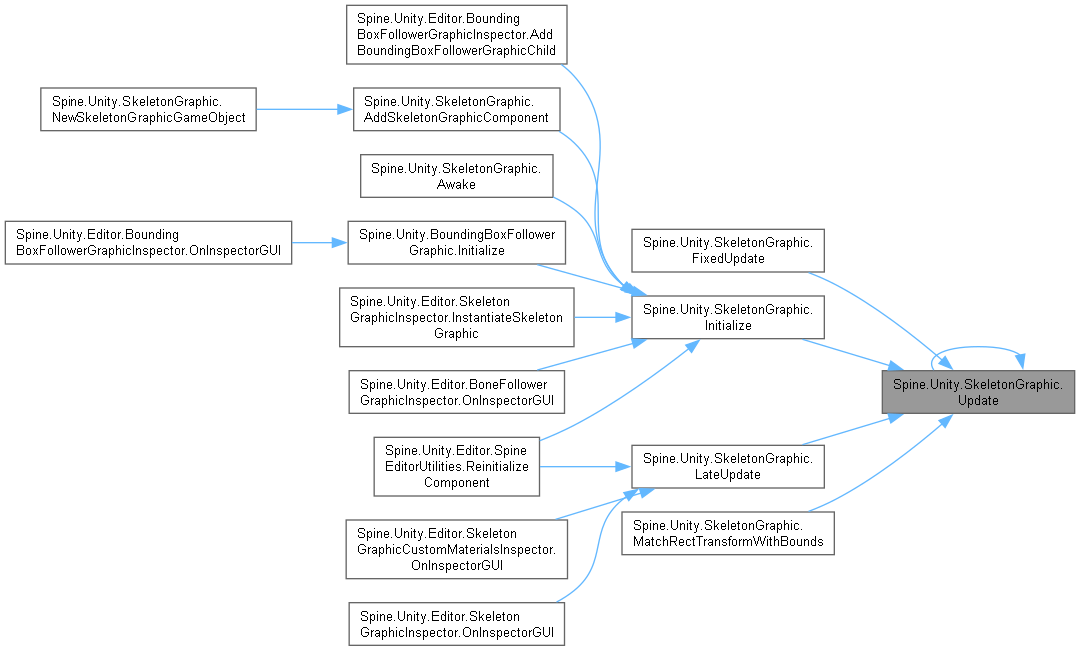 Spine.Unity.Editor.Bounding
BoxFollowerGraphicInspector.Add
BoundingBoxFollowerGraphicChild
Spine.Unity.SkeletonGraphic.
NewSkeletonGraphicGameObject
Spine.Unity.SkeletonGraphic.
AddSkeletonGraphicComponent
Spine.Unity.SkeletonGraphic.
Awake
Spine.Unity.Editor.Bounding
BoxFollowerGraphicInspector.OnInspectorGUI
Spine.Unity.BoundingBoxFollower
Graphic.Initialize
Spine.Unity.SkeletonGraphic.
FixedUpdate
Spine.Unity.Editor.Skeleton
GraphicInspector.InstantiateSkeleton
Graphic
Spine.Unity.SkeletonGraphic.
Initialize
Spine.Unity.Editor.BoneFollower
GraphicInspector.OnInspectorGUI
Spine.Unity.SkeletonGraphic.
Update
Spine.Unity.Editor.Spine
EditorUtilities.Reinitialize
Component
Spine.Unity.SkeletonGraphic.
LateUpdate
Spine.Unity.SkeletonGraphic.
MatchRectTransformWithBounds
Spine.Unity.Editor.Skeleton
GraphicCustomMaterialsInspector.
OnInspectorGUI
Spine.Unity.Editor.Skeleton
GraphicInspector.OnInspectorGUI